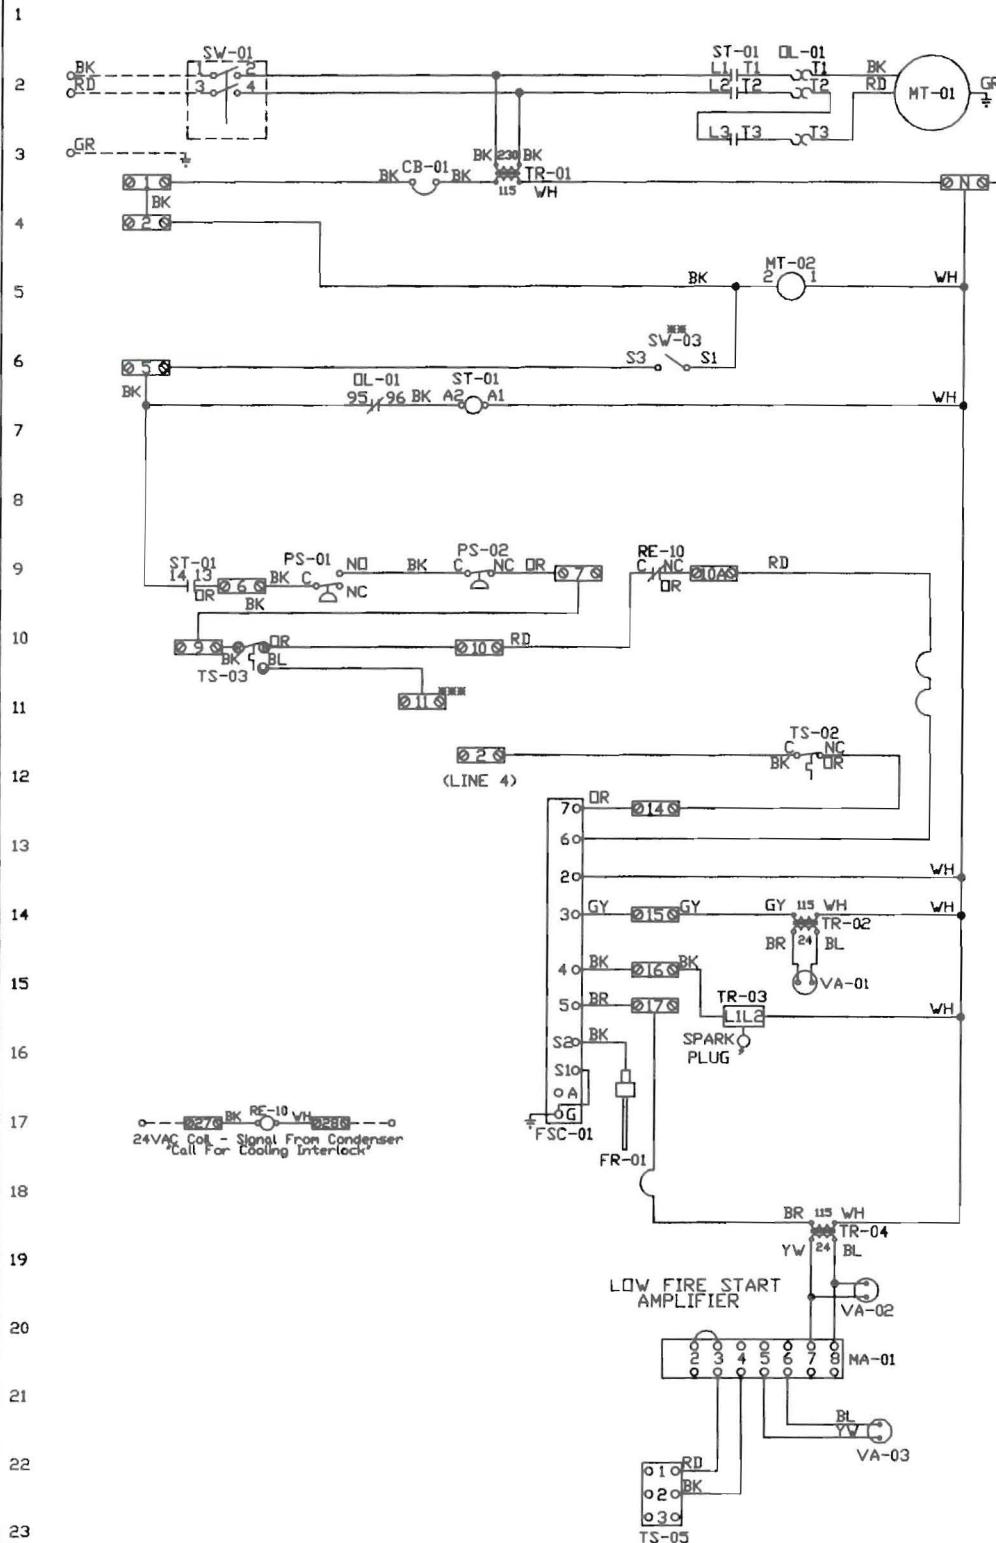 1
SW-01 ST-01 OL-01
BK 1 2 L1 T1 T1 BK
2 RD 3 4 L2 T2 T2 RD MT-01 GR
L3 T3 T3
3 GR BK 230 BK
1 BK CB-01 BK TR-01 N
115 WH
BK
4 2
MT-02
5 BK 2 1 WH
**
SW-03
6 5 S3 S1
BK OL-01 ST-01
95 96 BK A2 A1 WH
7
8
9 ST-01 PS-01 NO BK PS-02 OR RE-10 RD
14 13 C C NC 7 C NC 10A
OR 6 BK NC OR
BK
10 9 OR 10 RD
BK BL
TS-03
11 11 ***
TS-02
2 C NC
12 (LINE 4) BK OR
7 OR 14
13 6
2 WH
14 3 GY 15 GY GY 115 WH WH
TR-02
BR 24 BL
15 4 BK 16 BK VA-01
5 BR 17 TR-03
L1L2 WH
16 S2 BK SPARK
PLUG
S1
A
17 27 BK RE-10 WH 28 G
24VAC Coil - Signal From Condenser
"Call For Cooling Interlock"
FSC-01
FR-01
18
BR 115 WH
TR-04
19 YW 24 BL
LOW FIRE START
AMPLIFIER
VA-02
20
2 3 4 5 6 7 8 MA-01
21
BL
YW
VA-03
22 1 RD
2 BK
3
23 TS-05